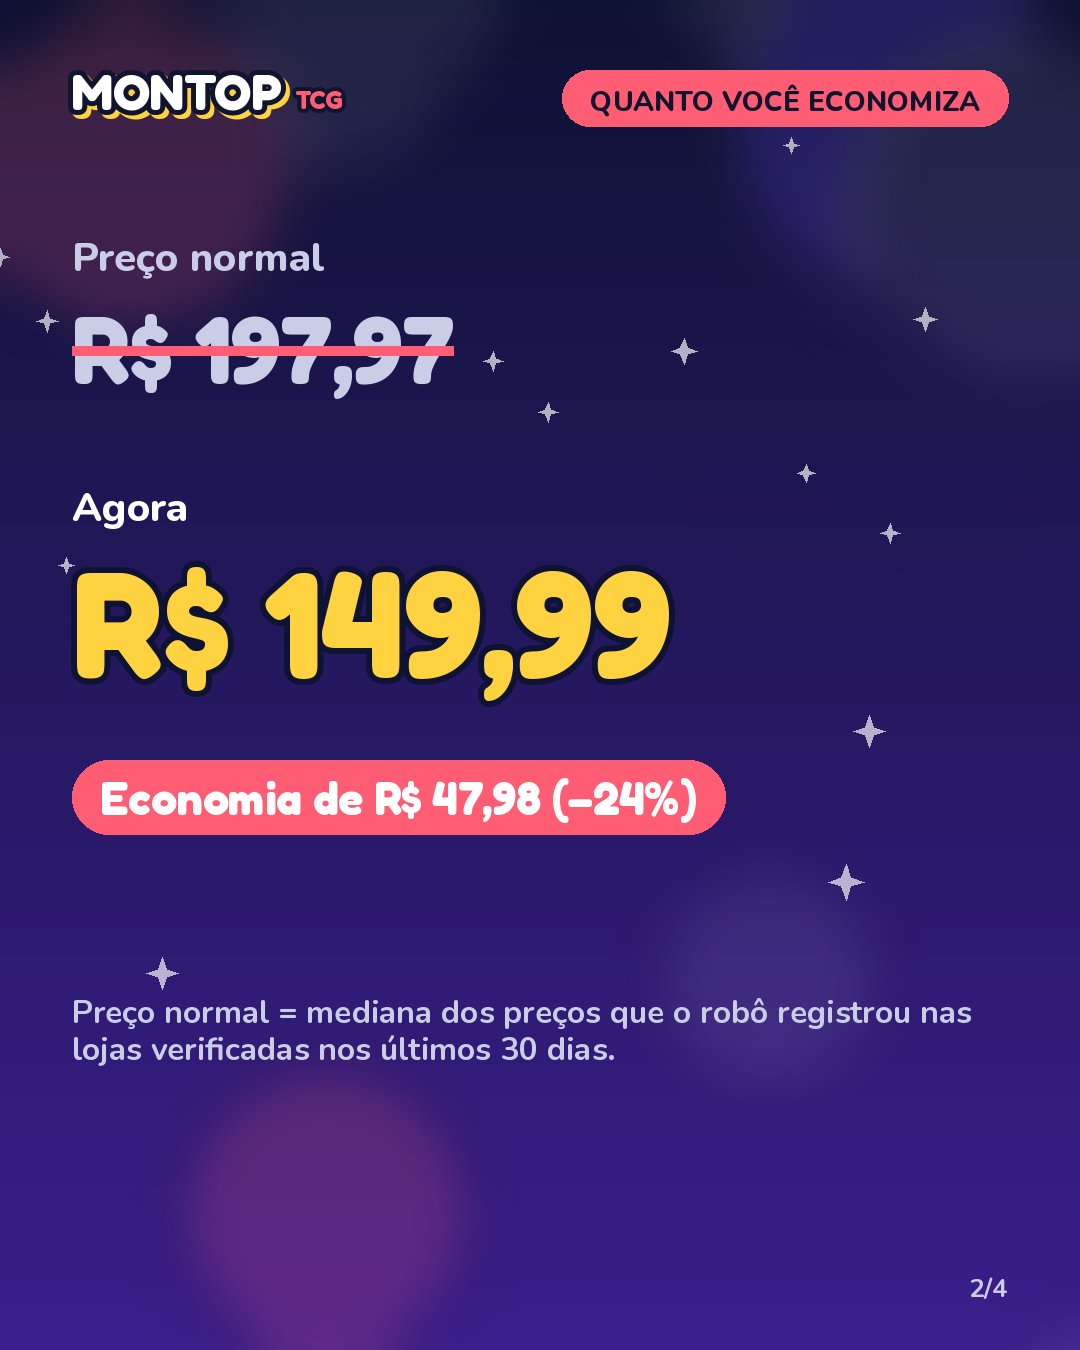 MONTOP TCG
QUANTO VOCÊ ECONOMIZA
Preço normal
R$ 197,97
Agora
R$ 149,99
Economia de R$ 47,98 (−24%)
Preço normal = mediana dos preços que o robô registrou nas
lojas verificadas nos últimos 30 dias.
2/4